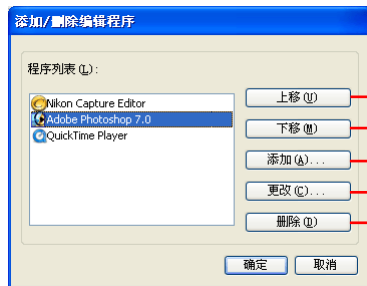 添加/删除编辑程序
程序列表(L):
Nikon Capture Editor
Adobe Photoshop 7.0
QuickTime Player
上移(U)
下移(M)
添加(A)...
更改(C)...
删除(D)
确定
取消